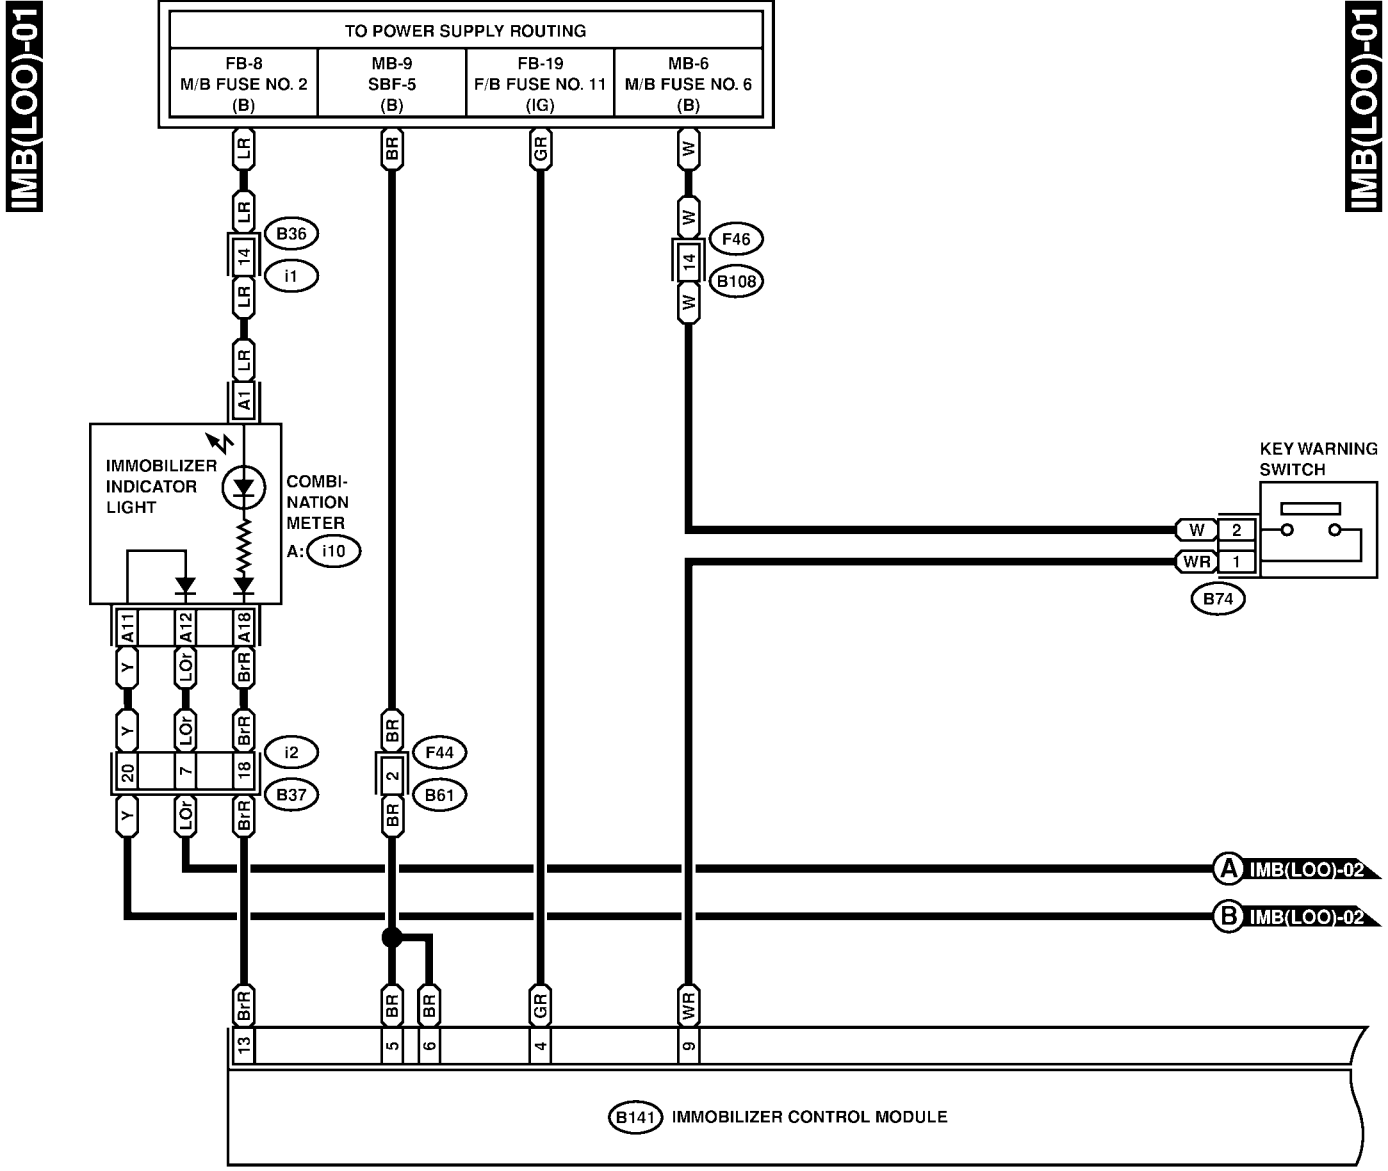 IMB(LOO)-01
IMB(LOO)-01
TO POWER SUPPLY ROUTING
FB-8
M/B FUSE NO. 2
(B)
MB-9
SBF-5
(B)
FB-19
F/B FUSE NO. 11
(IG)
MB-6
M/B FUSE NO. 6
(B)
LR
BR
GR
W
LR
W
B36
14
i1
F46
14
B108
LR
W
LR
A1
IMMOBILIZER
INDICATOR
LIGHT
COMBI-
NATION
METER
A: i10
KEY WARNING
SWITCH
W 2
WR 1
B74
A11
A12
A18
Y
LOr
BrR
Y
LOr
BrR
BR
20
7
18
i2
B37
2
F44
B61
Y
LOr
BrR
BR
A IMB(LOO)-02
B IMB(LOO)-02
BrR
BR
BR
GR
WR
13
5
6
4
9
B141 IMMOBILIZER CONTROL MODULE